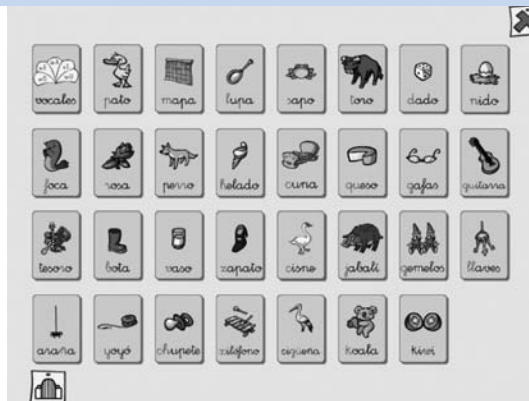 vocales pato mapa lupa sapo toro dado nido
foca rosa perro helado cuna queso gafas guitarra
tesoro bota vaso zapato cisne jabalí gemelos llaves
araña yoyó chupete xilófono cigüeña koala kiwi